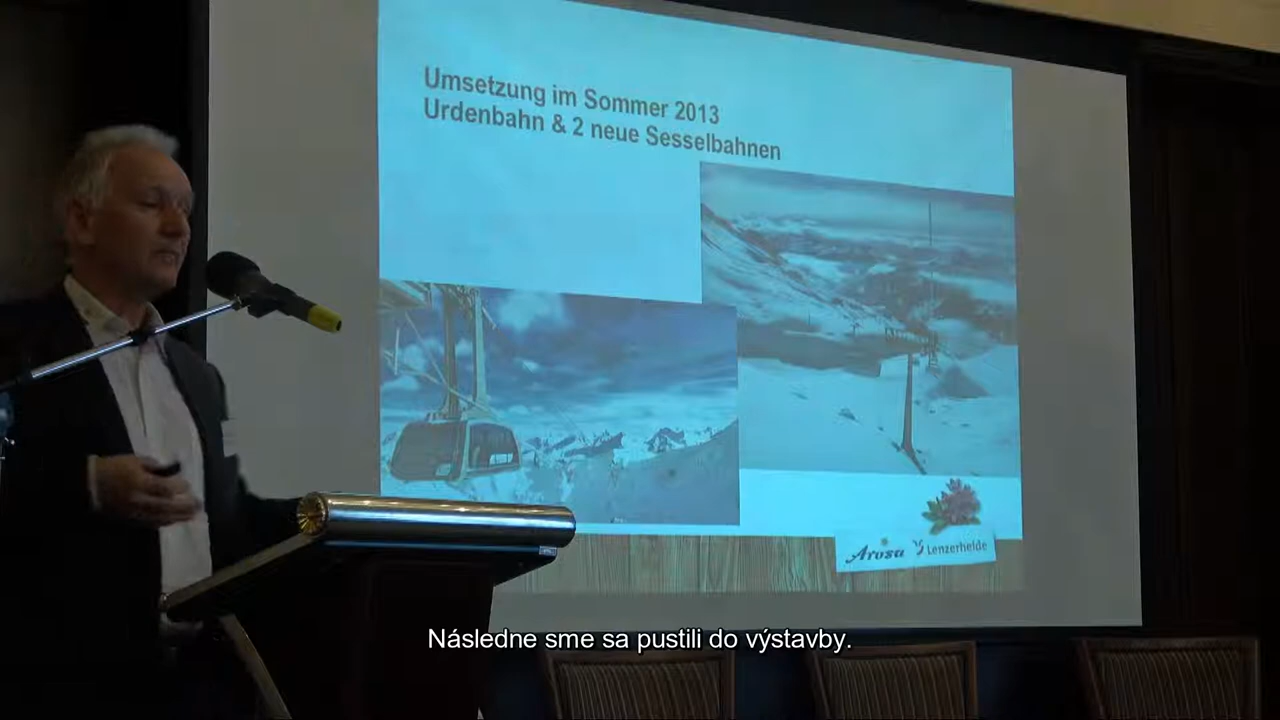 Umsetzung im Sommer 2013
Urdenbahn & 2 neue Sesselbahnen
Arosa Lenzerheide
Následne sme sa pustili do výstavby.